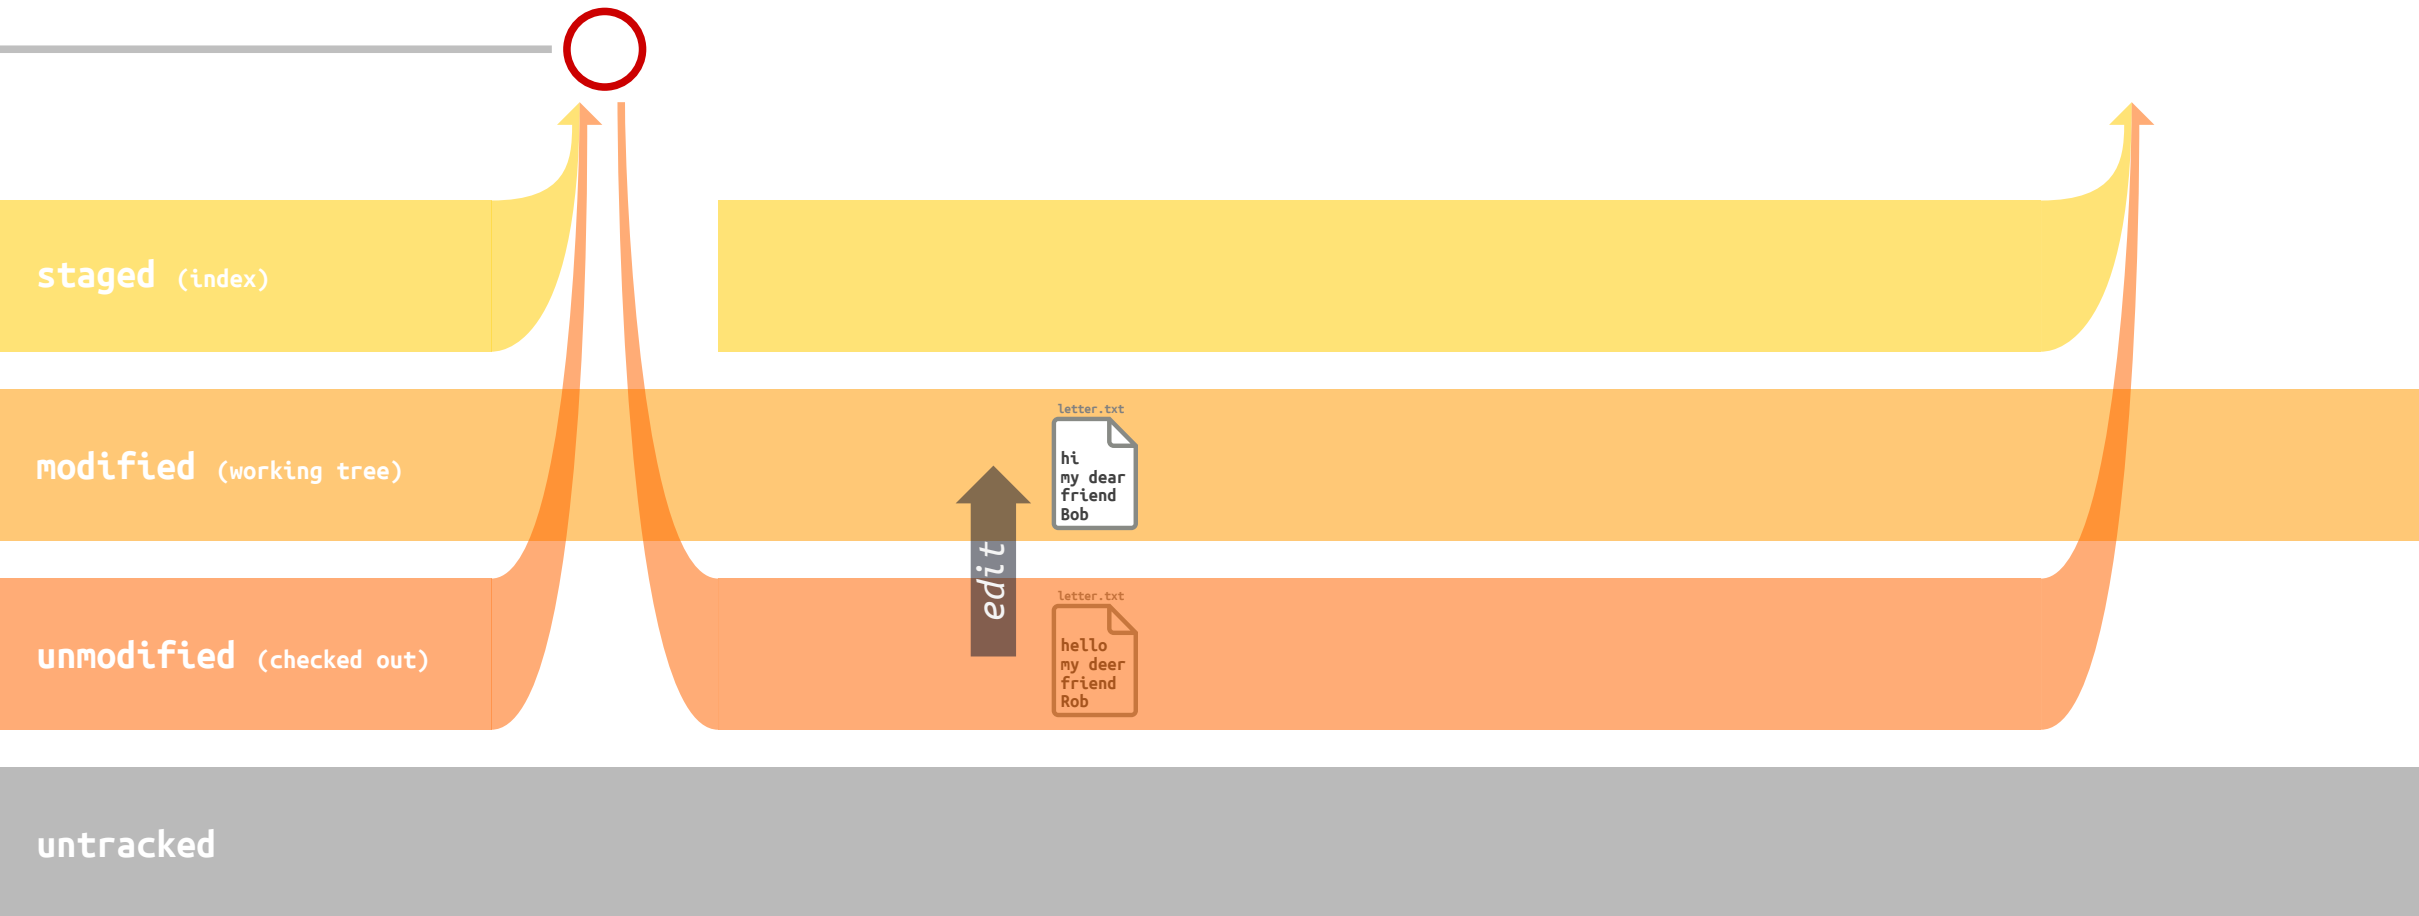 staged (index)
modified (working tree)
letter.txt
hi
my dear
friend
Bob
edit
unmodified (checked out)
letter.txt
hello
my deer
friend
Rob
untracked